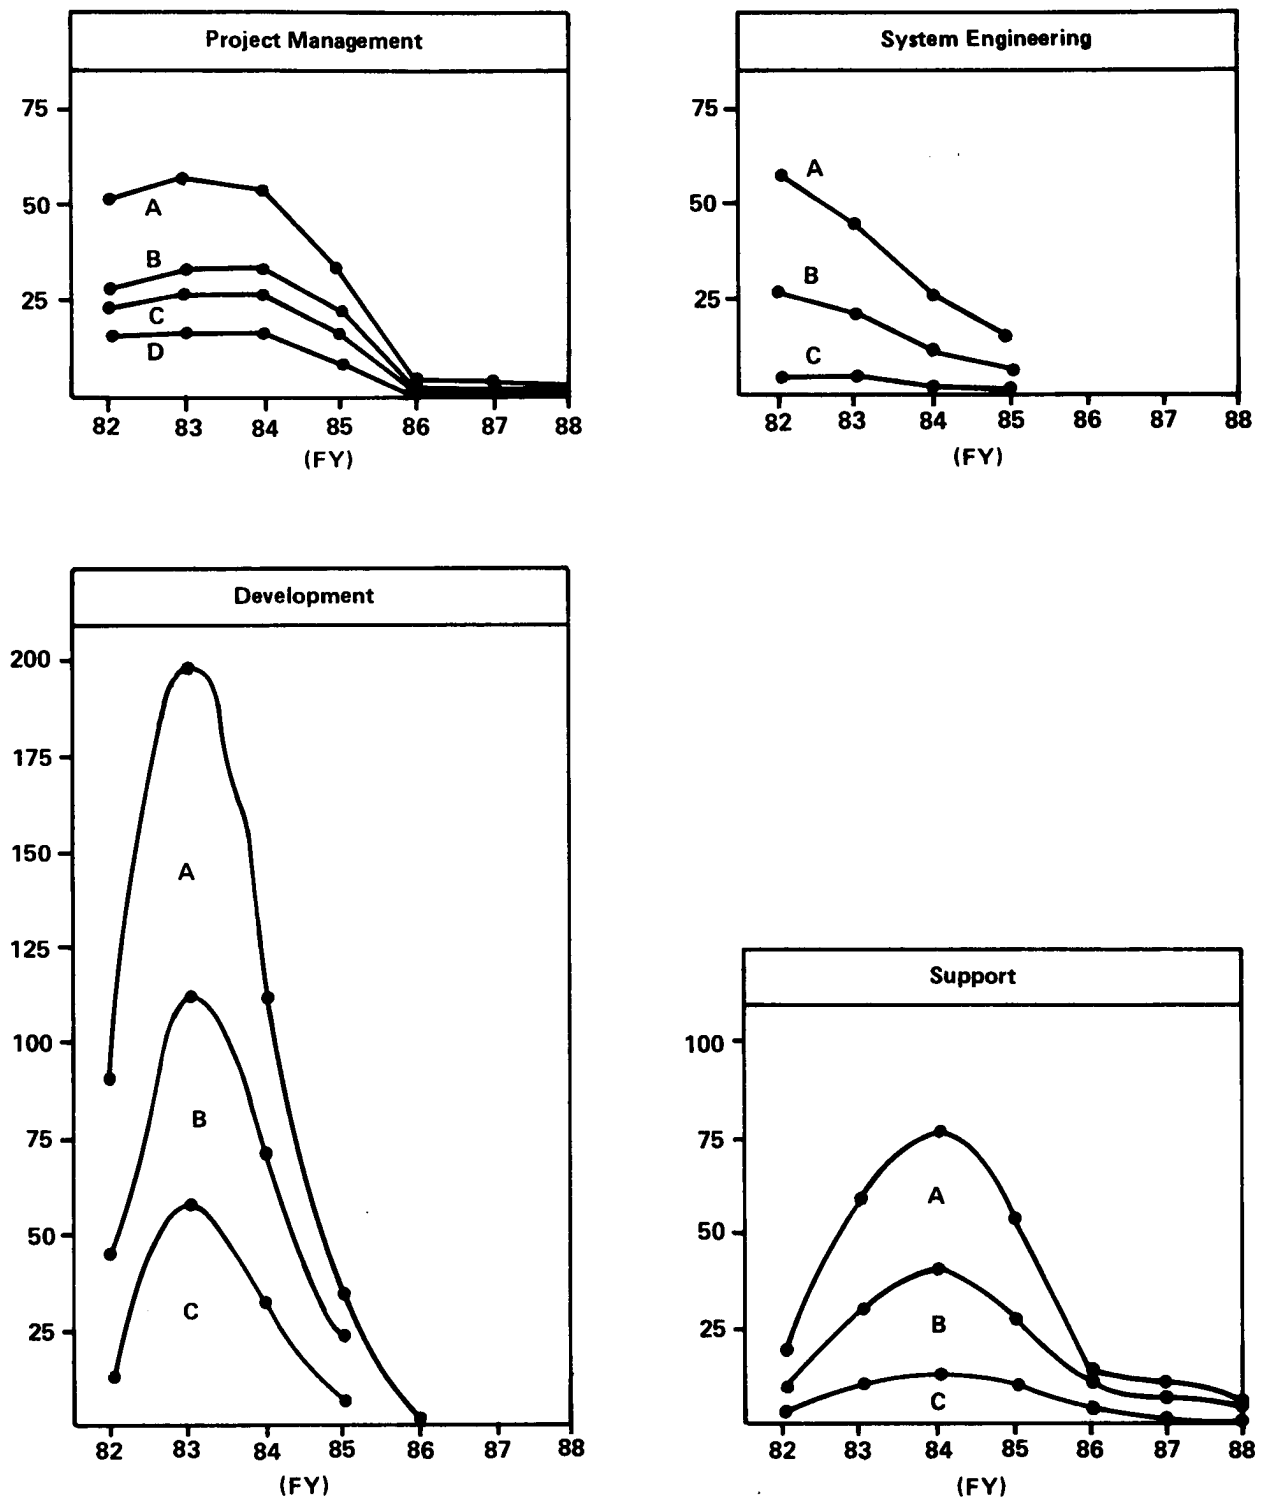 Project Management
75
50
25
A
B
C
D
82 83 84 85 86 87 88
(FY)
System Engineering
75
50
25
A
B
C
82 83 84 85 86 87 88
(FY)
Development
200
175
150
125
100
75
50
25
A
B
C
82 83 84 85 86 87 88
(FY)
Support
100
75
50
25
A
B
C
82 83 84 85 86 87 88
(FY)